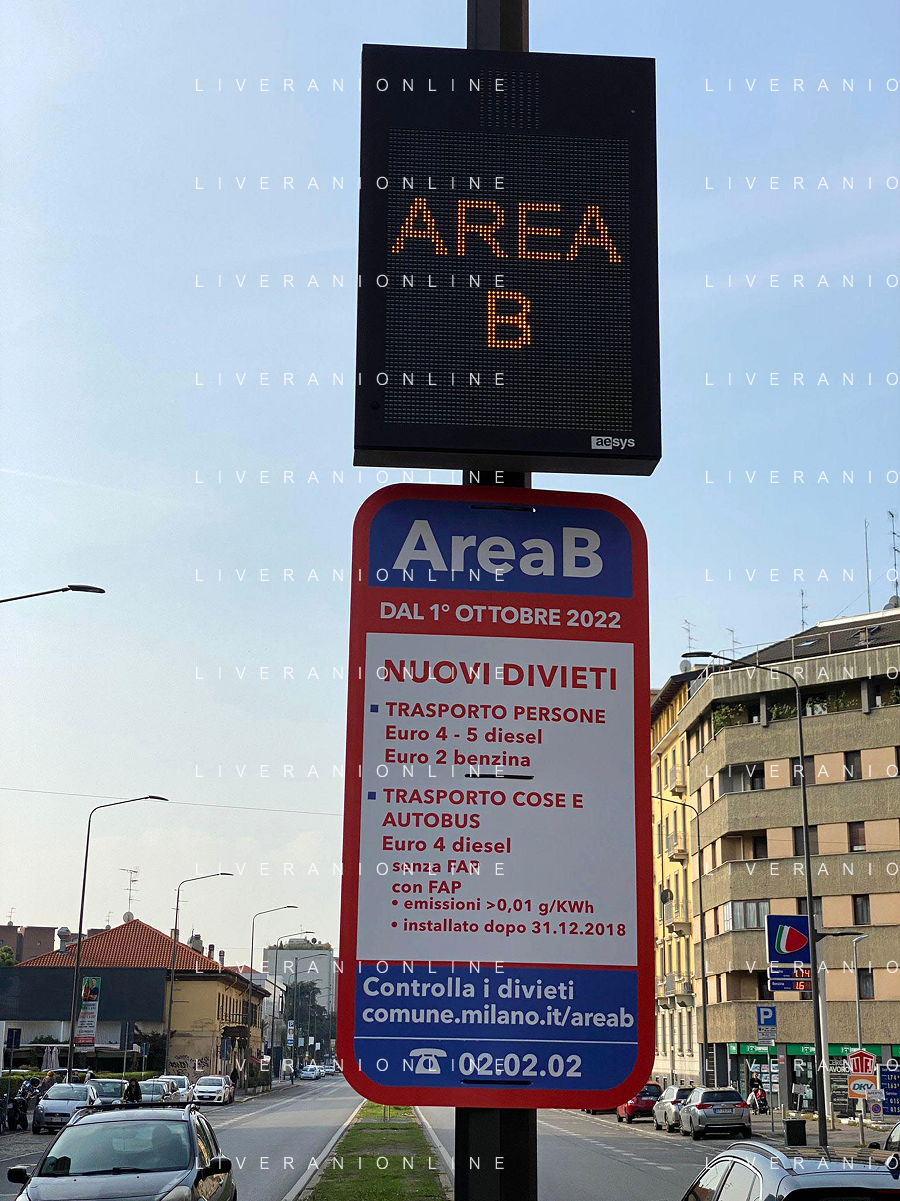 LIVERANIONLINE
AREA
B
aesys
AreaB
DAL 1° OTTOBRE 2022
NUOVI DIVIETI
TRASPORTO PERSONE
Euro 4 - 5 diesel
Euro 2 benzina
TRASPORTO COSE E
AUTOBUS
Euro 4 diesel
senza FAP
con FAP
• emissioni >0,01 g/KWh
• installato dopo 31.12.2018
Controlla i divieti
comune.milano.it/areab
☎ 02.02.02
P
DKV